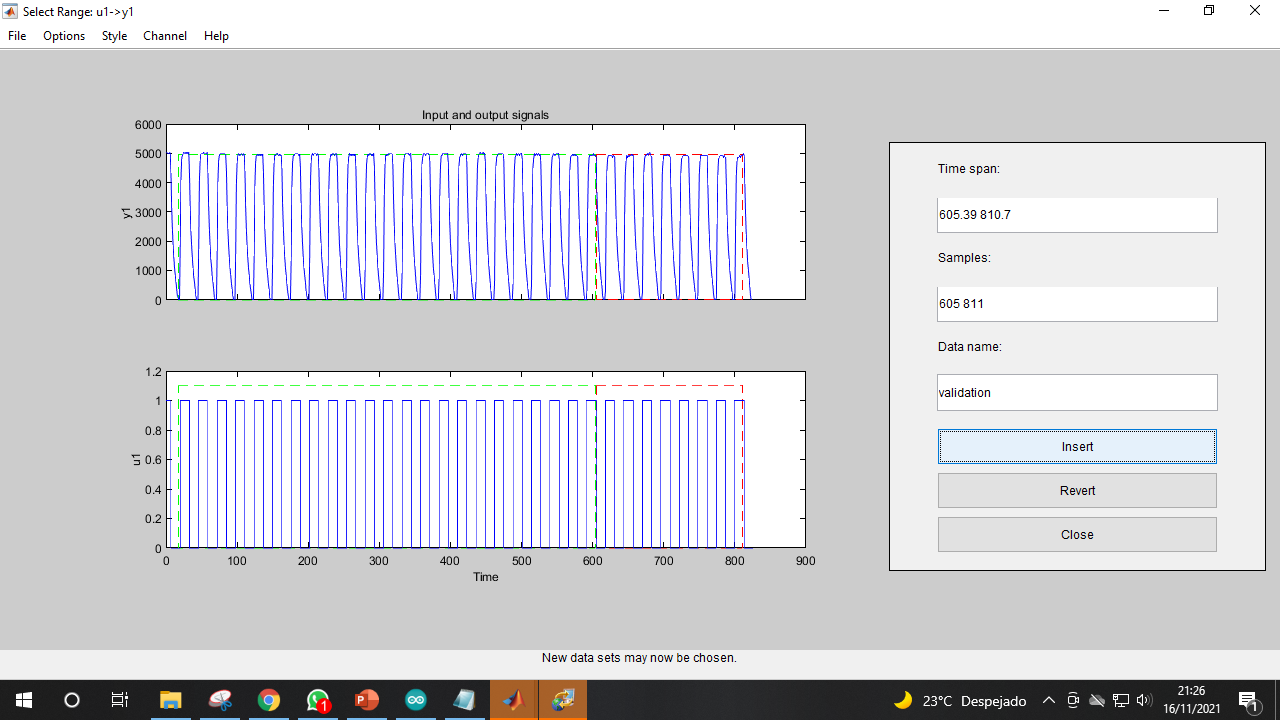 Select Range: u1->y1
File Options Style Channel Help
Input and output signals
6000
5000
4000
3000
2000
1000
0
y1
1.2
1
0.8
0.6
0.4
0.2
0
u1
0 100 200 300 400 500 600 700 800 900
Time
Time span:
605.39 810.7
Samples:
605 811
Data name:
validation
Insert
Revert
Close
New data sets may now be chosen.
1
23°C Despejado
21:26
16/11/2021
1